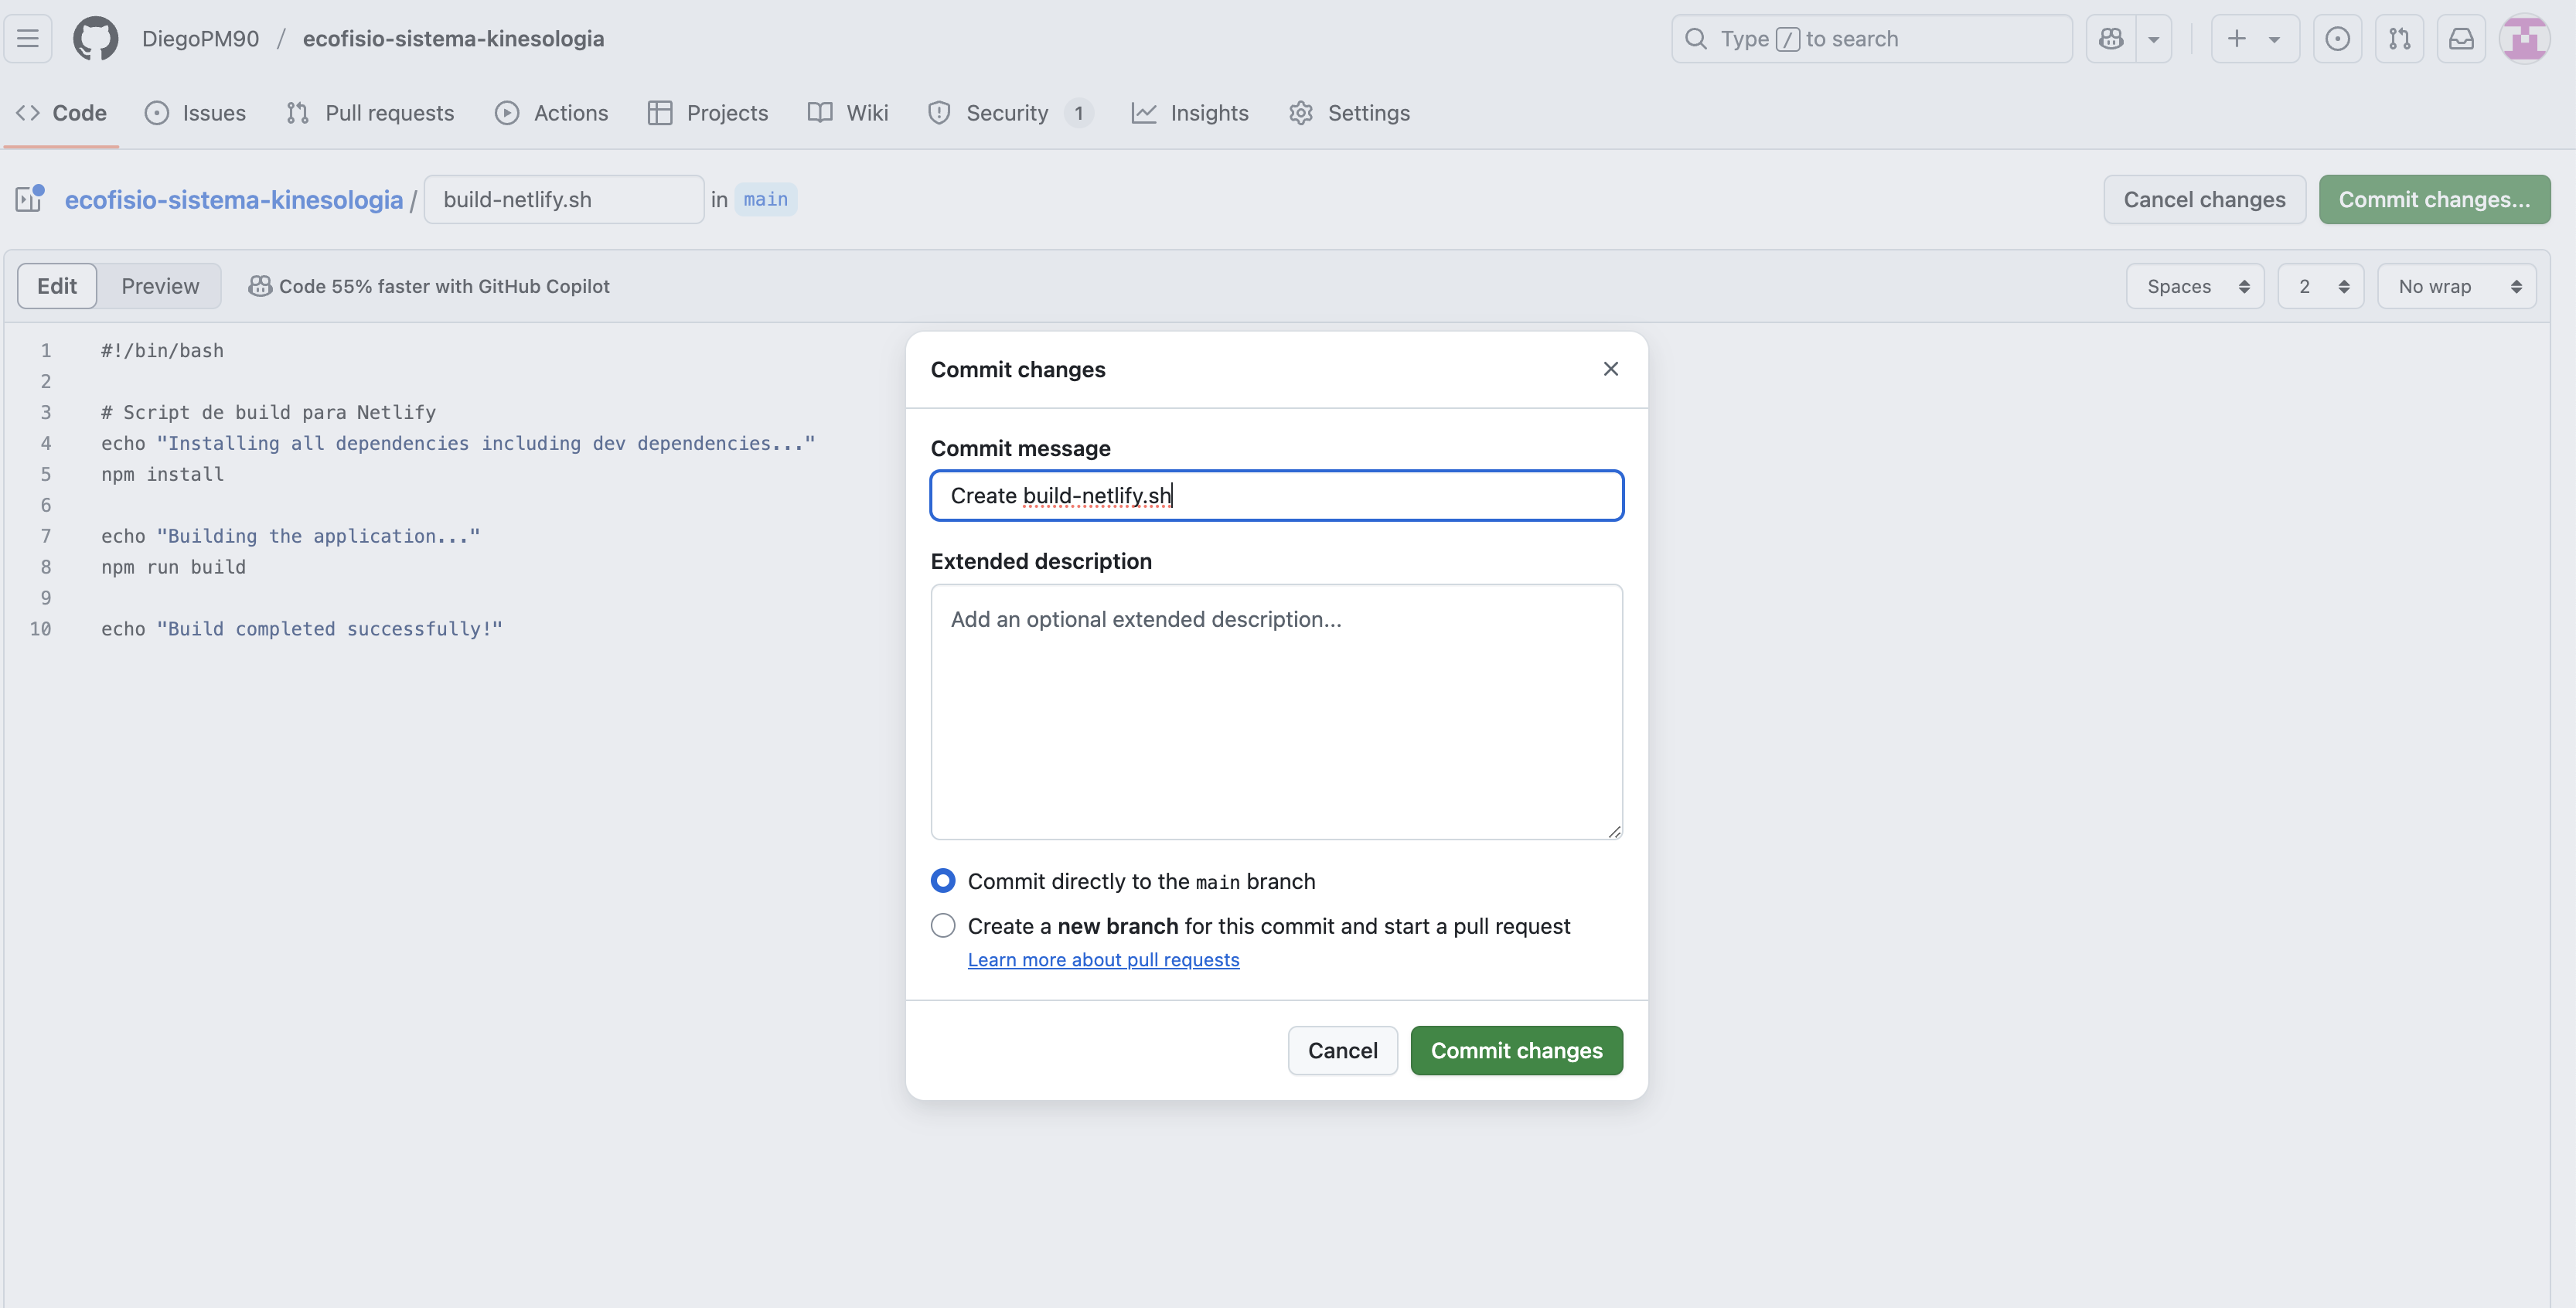 DiegoPM90 / ecofisio-sistema-kinesologia
Type / to search
Code Issues Pull requests Actions Projects Wiki Security 1 Insights Settings
ecofisio-sistema-kinesologia / build-netlify.sh in main
Cancel changes Commit changes...
Edit Preview Code 55% faster with GitHub Copilot
Spaces 2 No wrap
1 #!/bin/bash
2
3 # Script de build para Netlify
4 echo "Installing all dependencies including dev dependencies..."
5 npm install
6
7 echo "Building the application..."
8 npm run build
9
10 echo "Build completed successfully!"
Commit changes
Commit message
Create build-netlify.sh
Extended description
Add an optional extended description...
Commit directly to the main branch
Create a new branch for this commit and start a pull request
Learn more about pull requests
Cancel Commit changes